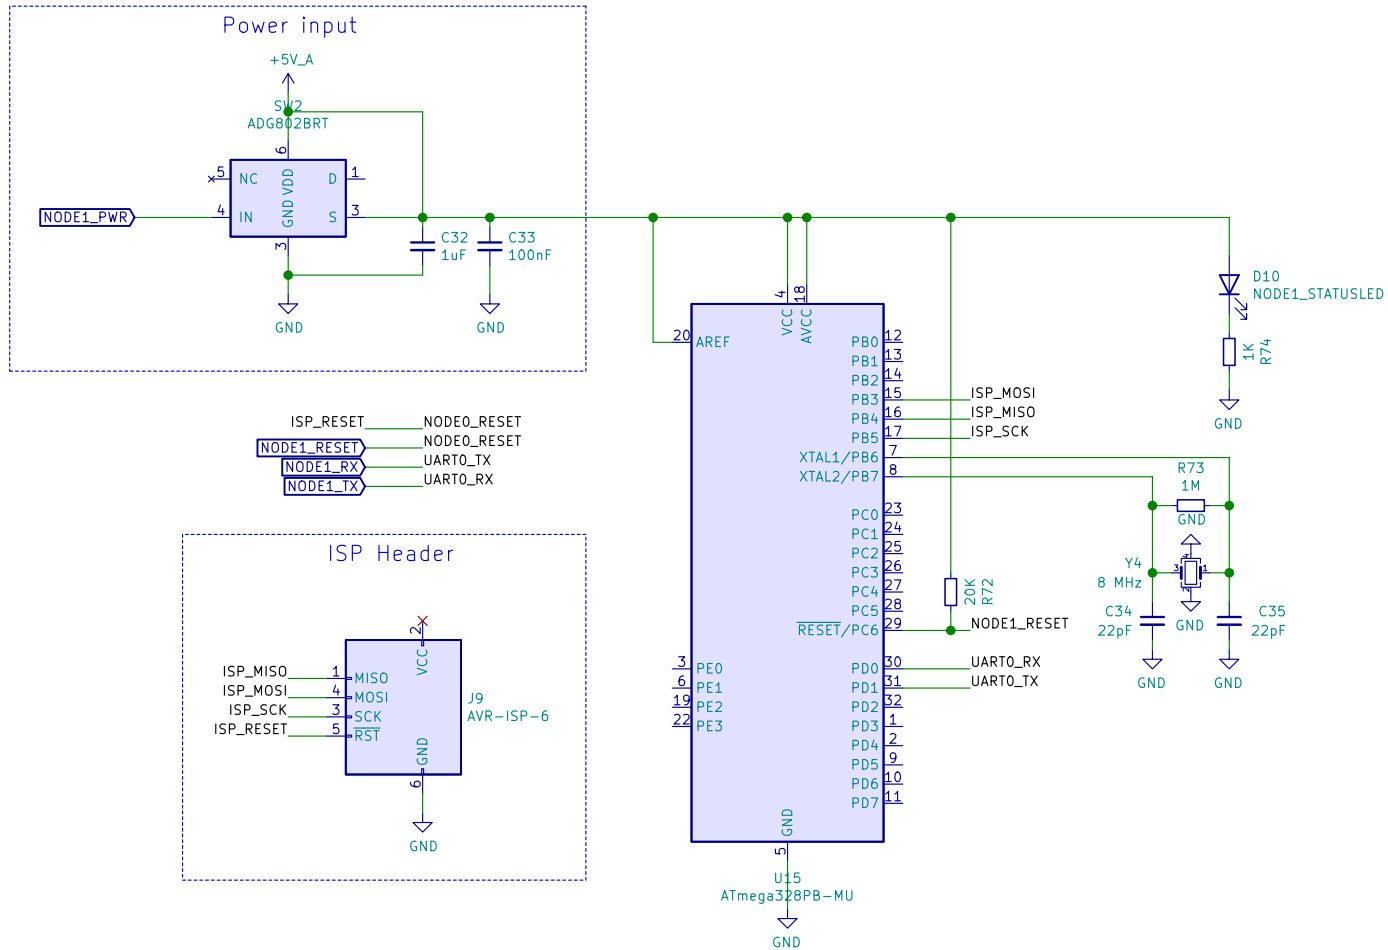 Power input
+5V_A
SW2
ADG802BRT
6
5
NC
VDD
D
1
NODE1_PWR
4
IN
GND
S
3
3
C32
1uF
C33
100nF
GND
GND
D10
NODE1_STATUSLED
1K
R74
GND
ISP_RESET
NODE0_RESET
NODE1_RESET
NODE0_RESET
NODE1_RX
UART0_TX
NODE1_TX
UART0_RX
4
18
VCC
AVCC
20
AREF
PB0
12
PB1
13
PB2
14
PB3
15
ISP_MOSI
PB4
16
ISP_MISO
PB5
17
ISP_SCK
XTAL1/PB6
7
XTAL2/PB7
8
PC0
23
PC1
24
PC2
25
PC3
26
PC4
27
PC5
28
RESET/PC6
29
NODE1_RESET
3
PE0
PD0
30
UART0_RX
6
PE1
PD1
31
UART0_TX
19
PE2
PD2
32
22
PE3
PD3
1
PD4
2
PD5
9
PD6
10
PD7
11
GND
5
U15
ATmega328PB-MU
GND
20K
R72
R73
1M
GND
Y4
8 MHz
4
3
1
2
GND
C34
22pF
C35
22pF
GND
GND
ISP Header
2
VCC
ISP_MISO
1
MISO
ISP_MOSI
4
MOSI
ISP_SCK
3
SCK
ISP_RESET
5
RST
J9
AVR-ISP-6
GND
6
GND